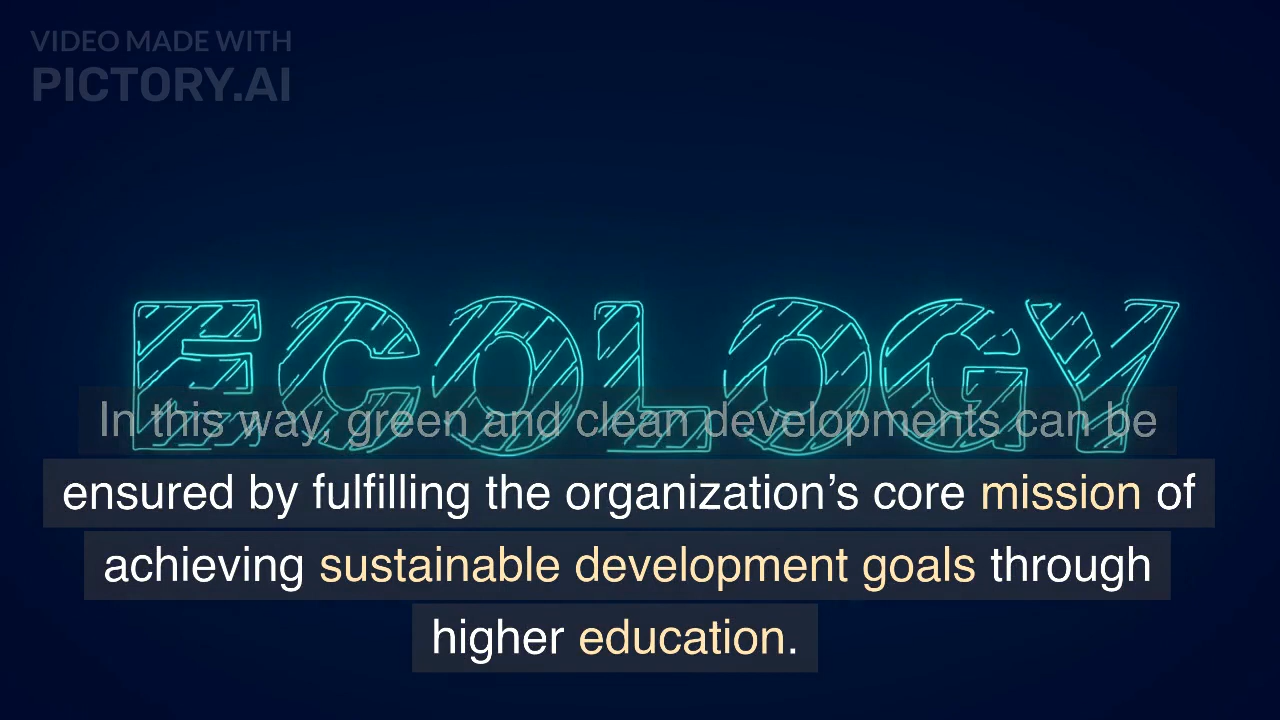 VIDEO MADE WITH
PICTORY.AI
ECOLOGY
In this way, green and clean developments can be
ensured by fulfilling the organization’s core mission of
achieving sustainable development goals through
higher education.